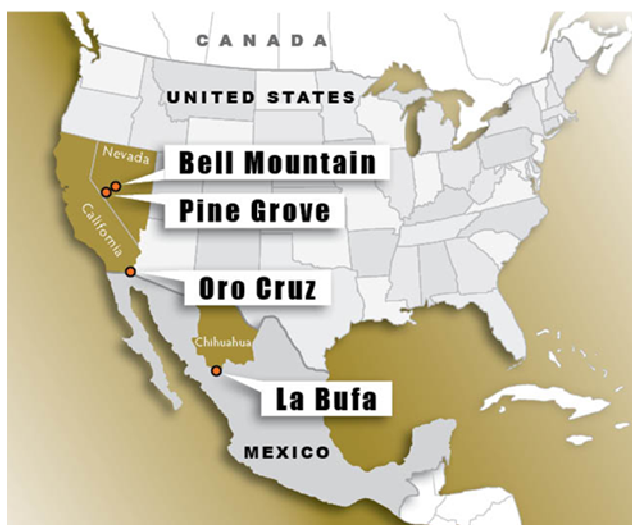 CANADA
UNITED STATES
Nevada
Bell Mountain
Pine Grove
California
Oro Cruz
Chihuahua
La Bufa
MEXICO